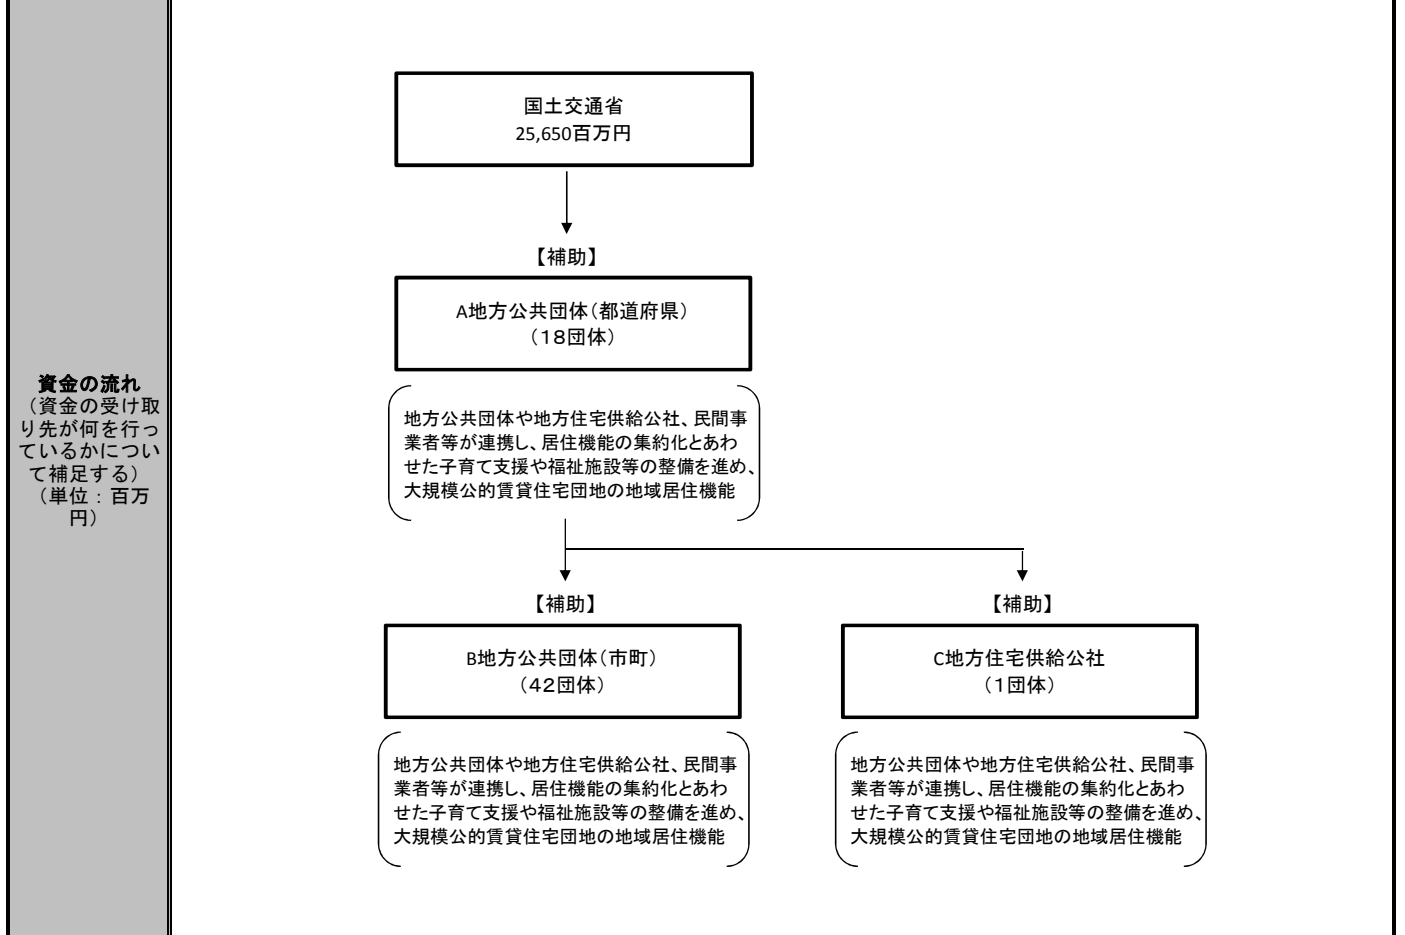 資金の流れ
（資金の受け取
り先が何を行っ
ているかについ
て補足する）
（単位：百万
円）
国土交通省
25,650百万円
【補助】
A地方公共団体（都道府県）
（18団体）
地方公共団体や地方住宅供給公社、民間事
業者等が連携し、居住機能の集約化とあわ
せた子育て支援や福祉施設等の整備を進め、
大規模公的賃貸住宅団地の地域居住機能
【補助】
B地方公共団体（市町）
（42団体）
地方公共団体や地方住宅供給公社、民間事
業者等が連携し、居住機能の集約化とあわ
せた子育て支援や福祉施設等の整備を進め、
大規模公的賃貸住宅団地の地域居住機能
【補助】
C地方住宅供給公社
（1団体）
地方公共団体や地方住宅供給公社、民間事
業者等が連携し、居住機能の集約化とあわ
せた子育て支援や福祉施設等の整備を進め、
大規模公的賃貸住宅団地の地域居住機能